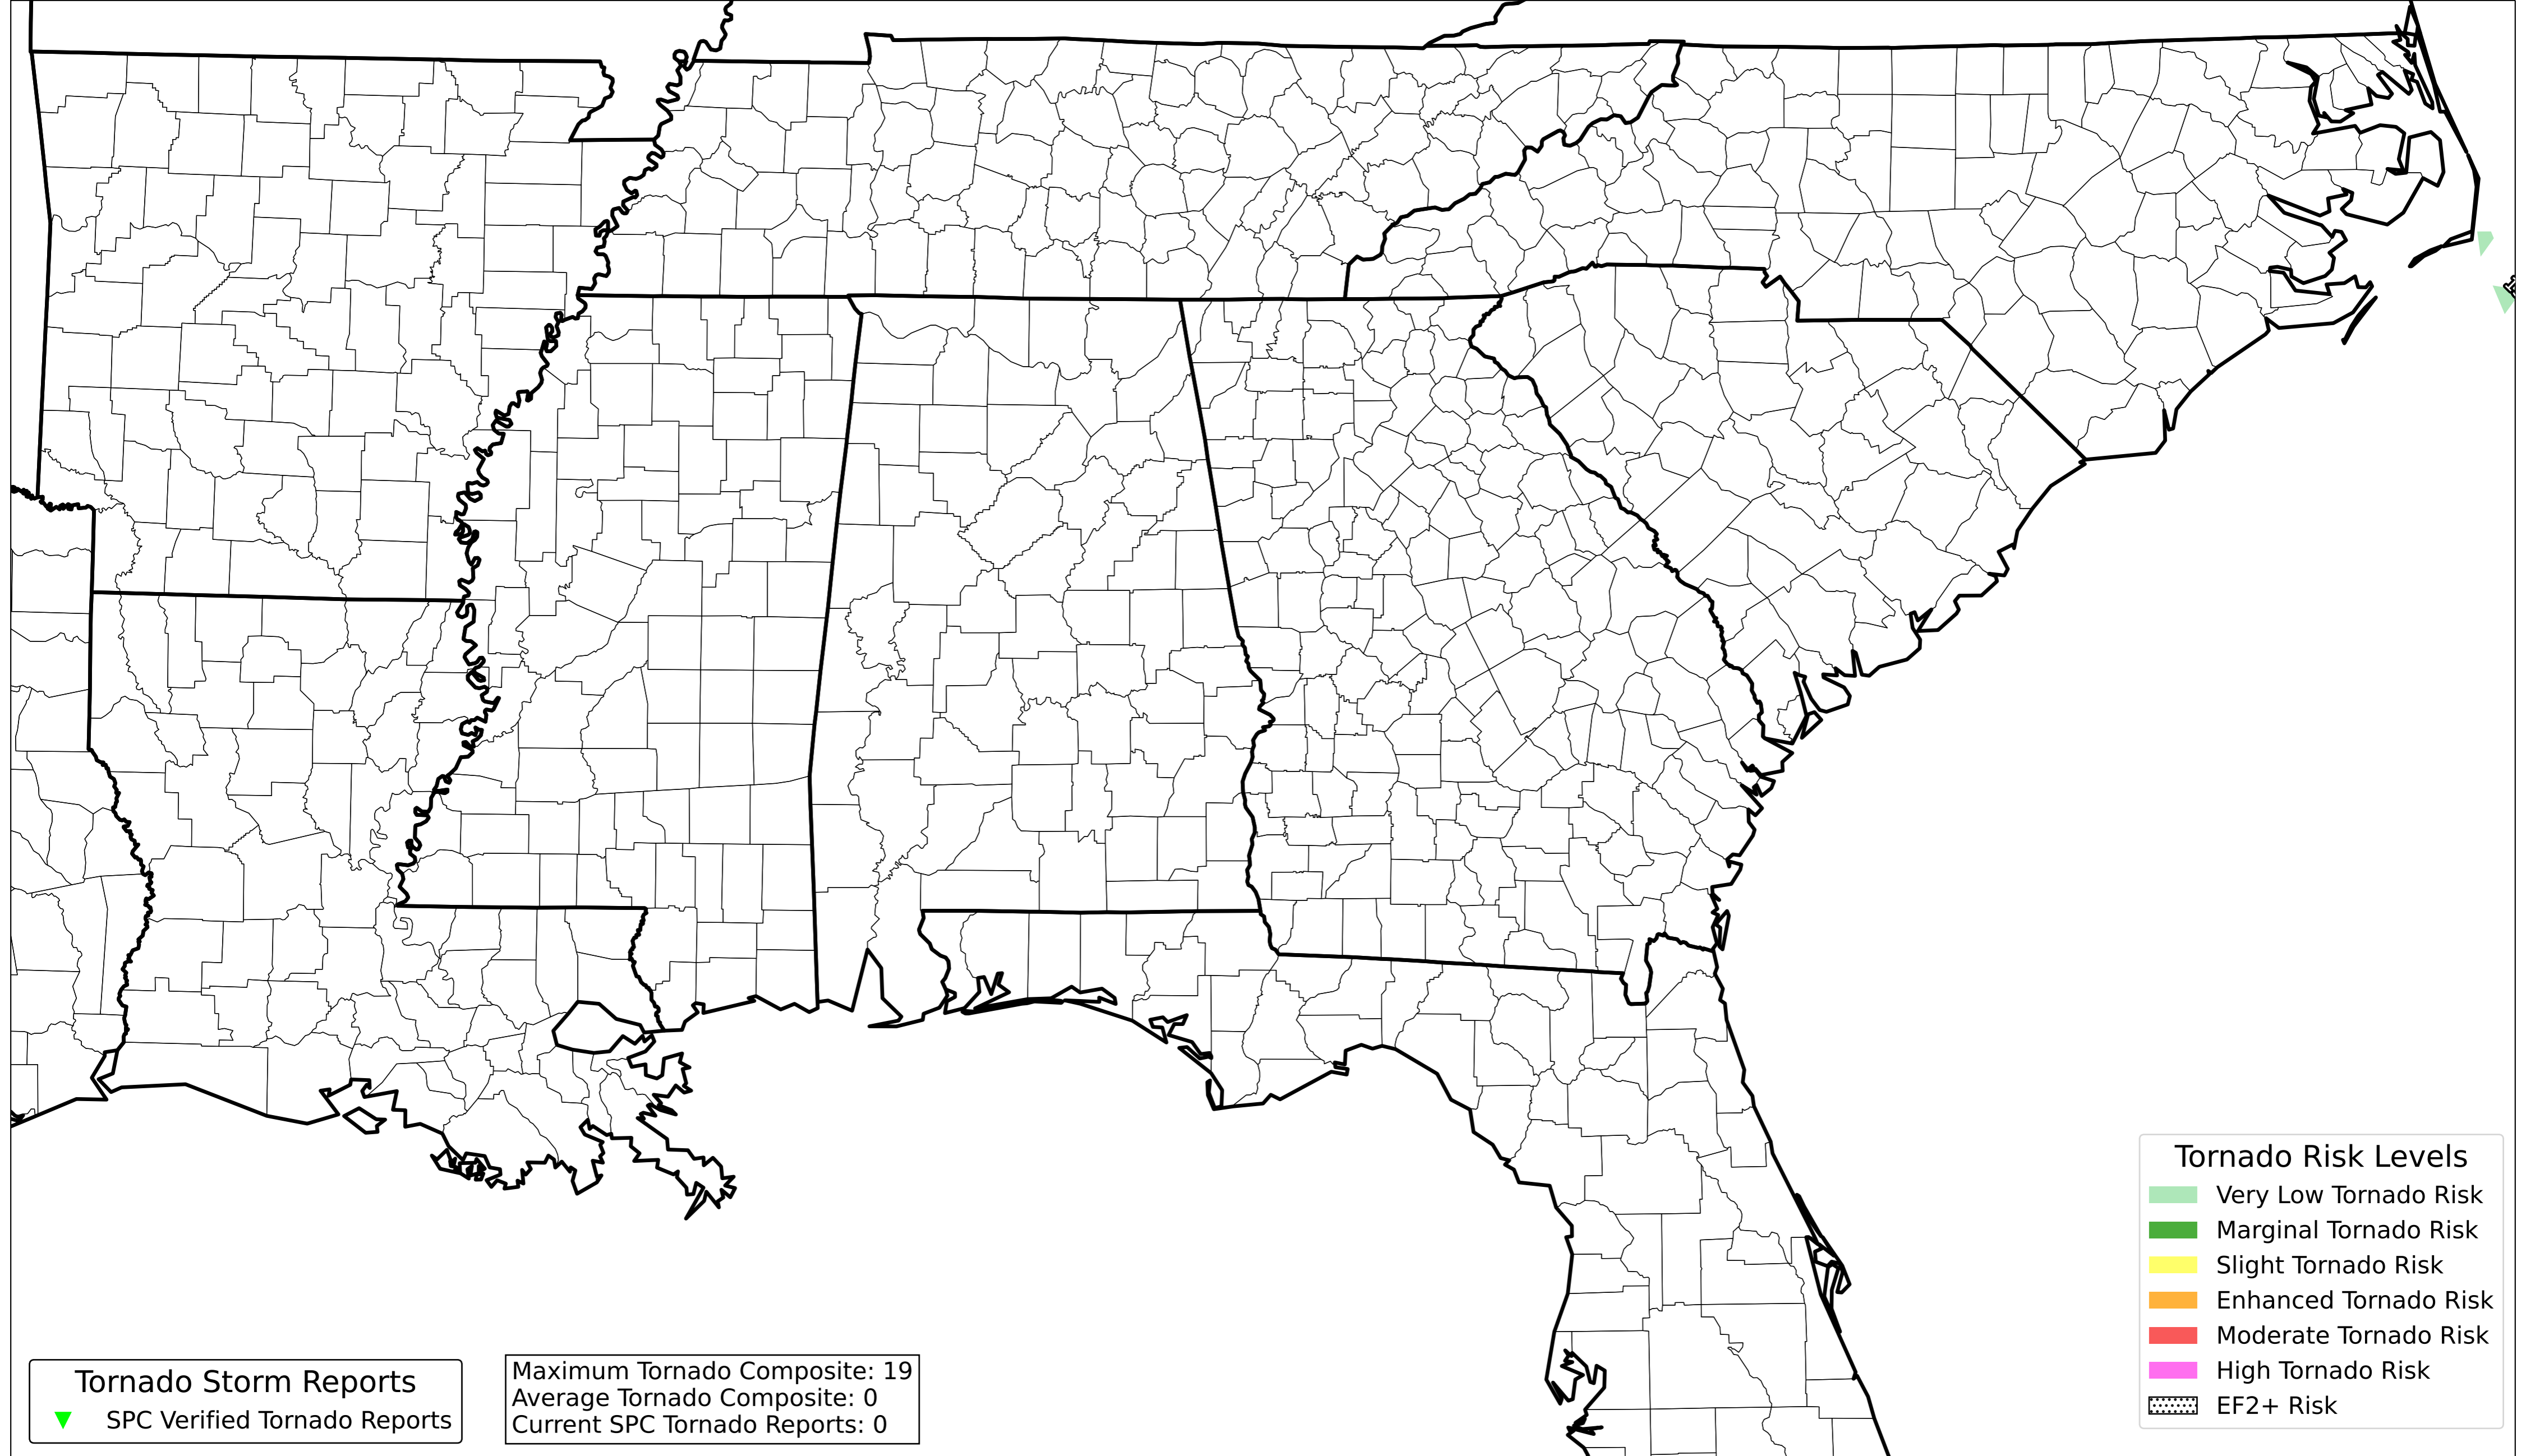 Tornado Storm Reports
SPC Verified Tornado Reports
Maximum Tornado Composite: 19
Average Tornado Composite: 0
Current SPC Tornado Reports: 0
Tornado Risk Levels
Very Low Tornado Risk
Marginal Tornado Risk
Slight Tornado Risk
Enhanced Tornado Risk
Moderate Tornado Risk
High Tornado Risk
EF2+ Risk